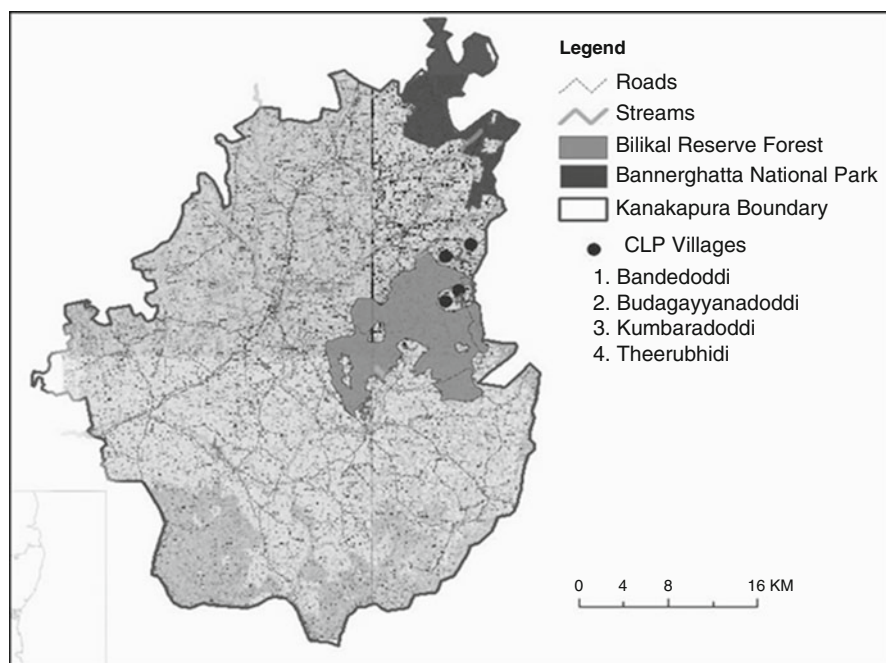 Legend
Roads
Streams
Bilikal Reserve Forest
Bannerghatta National Park
Kanakapura Boundary
CLP Villages
1. Bandedoddi
2. Budagayyanadoddi
3. Kumbaradoddi
4. Theerubhidi
0 4 8 16 KM